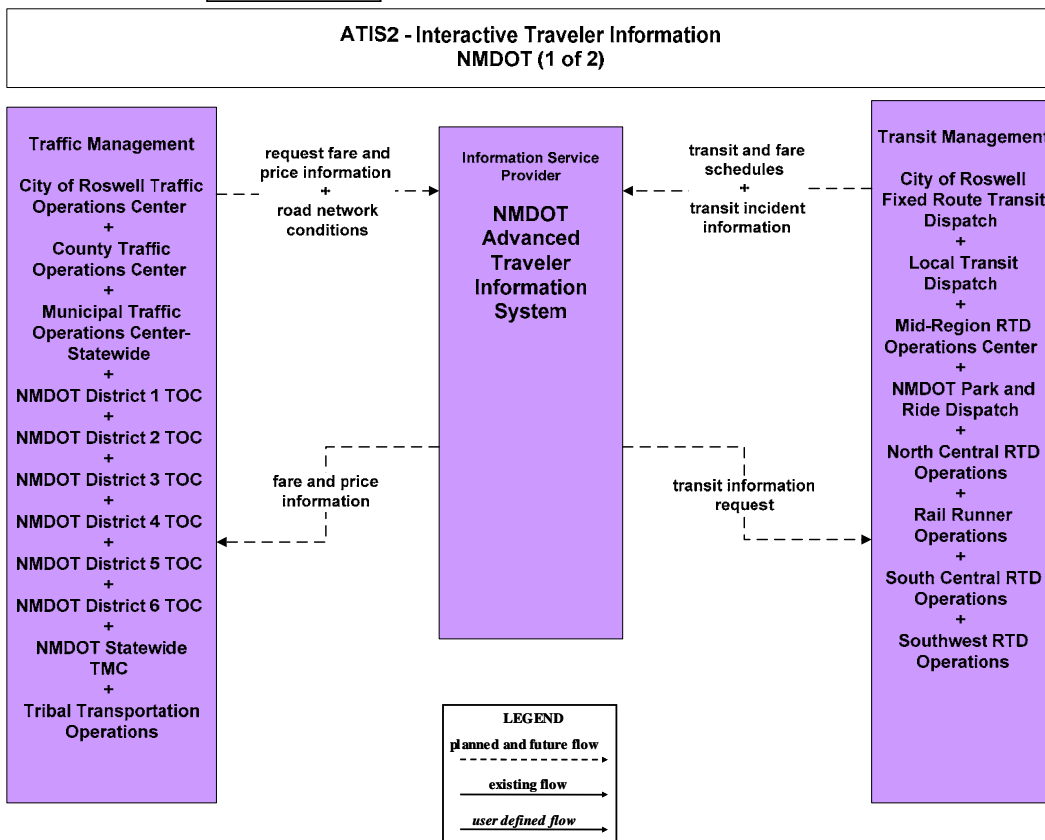 ATIS2 - Interactive Traveler Information
NMDOT (1 of 2)
Traffic Management
City of Roswell Traffic
Operations Center
+
County Traffic
Operations Center
+
Municipal Traffic
Operations Center-
Statewide
+
NMDOT District 1 TOC
+
NMDOT District 2 TOC
+
NMDOT District 3 TOC
+
NMDOT District 4 TOC
+
NMDOT District 5 TOC
+
NMDOT District 6 TOC
+
NMDOT Statewide
TMC
+
Tribal Transportation
Operations
request fare and
price information
+
road network
conditions
fare and price
information
Information Service
Provider
NMDOT
Advanced
Traveler
Information
System
transit and fare
schedules
+
transit incident
information
transit information
request
Transit Management
City of Roswell
Fixed Route Transit
Dispatch
+
Local Transit
Dispatch
+
Mid-Region RTD
Operations Center
+
NMDOT Park and
Ride Dispatch
+
North Central RTD
Operations
+
Rail Runner
Operations
+
South Central RTD
Operations
+
Southwest RTD
Operations
LEGEND
planned and future flow
existing flow
user defined flow